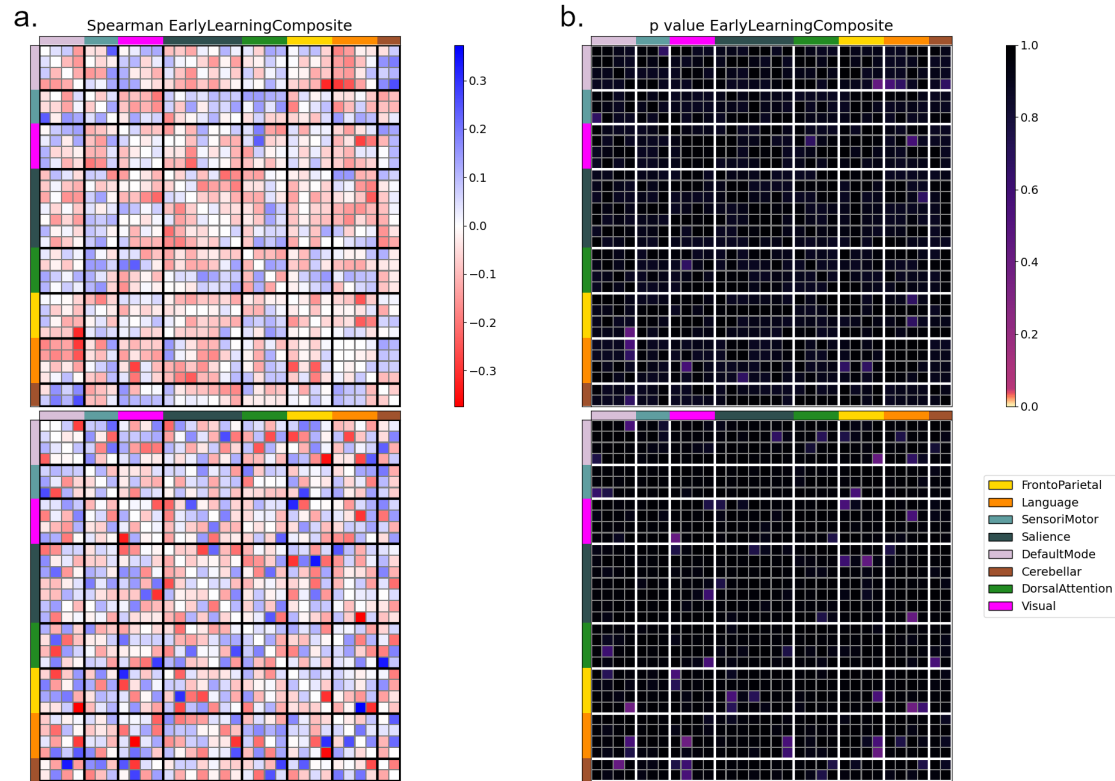 a.
Spearman EarlyLearningComposite
0.3
0.2
0.1
0.0
−0.1
−0.2
−0.3
b.
p value EarlyLearningComposite
1.0
0.8
0.6
0.4
0.2
0.0
FrontoParietal
Language
SensoriMotor
Salience
DefaultMode
Cerebellar
DorsalAttention
Visual